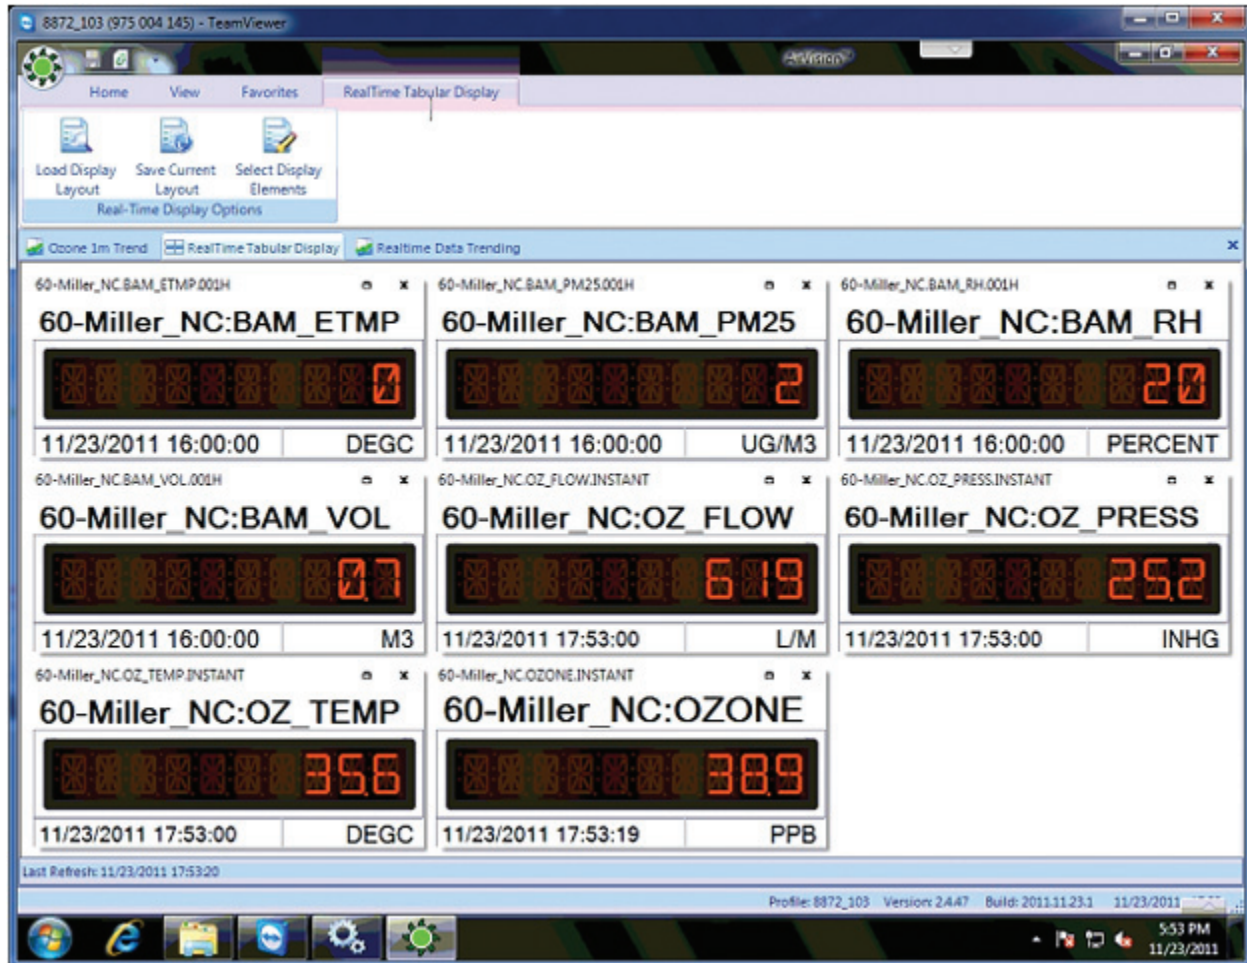 8872_103 (975 004 145) - TeamViewer
AirVision™
Home View Favorites RealTime Tabular Display
Load Display Layout
Save Current Layout
Select Display Elements
Real-Time Display Options
Ozone 1m Trend RealTime Tabular Display Realtime Data Trending
60-Miller_NC.BAM_ETMP.001H
60-Miller_NC:BAM_ETMP
0
11/23/2011 16:00:00 DEGC
60-Miller_NC.BAM_PM25.001H
60-Miller_NC:BAM_PM25
2
11/23/2011 16:00:00 UG/M3
60-Miller_NC.BAM_RH.001H
60-Miller_NC:BAM_RH
20
11/23/2011 16:00:00 PERCENT
60-Miller_NC.BAM_VOL.001H
60-Miller_NC:BAM_VOL
0.7
11/23/2011 16:00:00 M3
60-Miller_NC.OZ_FLOW.INSTANT
60-Miller_NC:OZ_FLOW
619
11/23/2011 17:53:00 L/M
60-Miller_NC.OZ_PRESS.INSTANT
60-Miller_NC:OZ_PRESS
25.2
11/23/2011 17:53:00 INHG
60-Miller_NC.OZ_TEMP.INSTANT
60-Miller_NC:OZ_TEMP
35.6
11/23/2011 17:53:00 DEGC
60-Miller_NC.OZONE.INSTANT
60-Miller_NC:OZONE
38.9
11/23/2011 17:53:19 PPB
Last Refresh: 11/23/2011 17:53:20
Profile: 8872_103 Version: 2.4.47 Build: 2011.11.23.1 11/23/2011
5:53 PM
11/23/2011